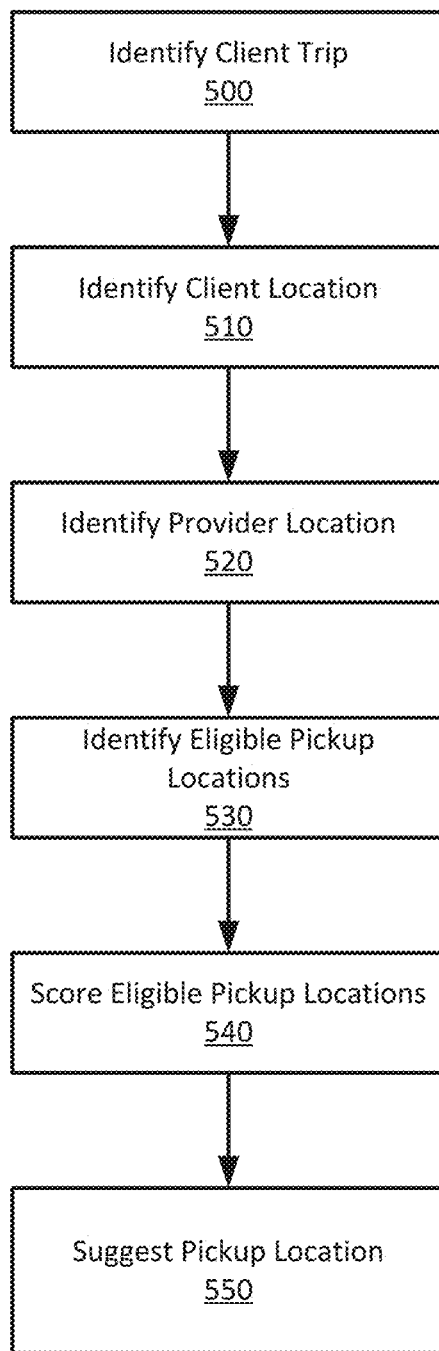 Identify Client Trip
500
Identify Client Location
510
Identify Provider Location
520
Identify Eligible Pickup
Locations
530
Score Eligible Pickup Locations
540
Suggest Pickup Location
550